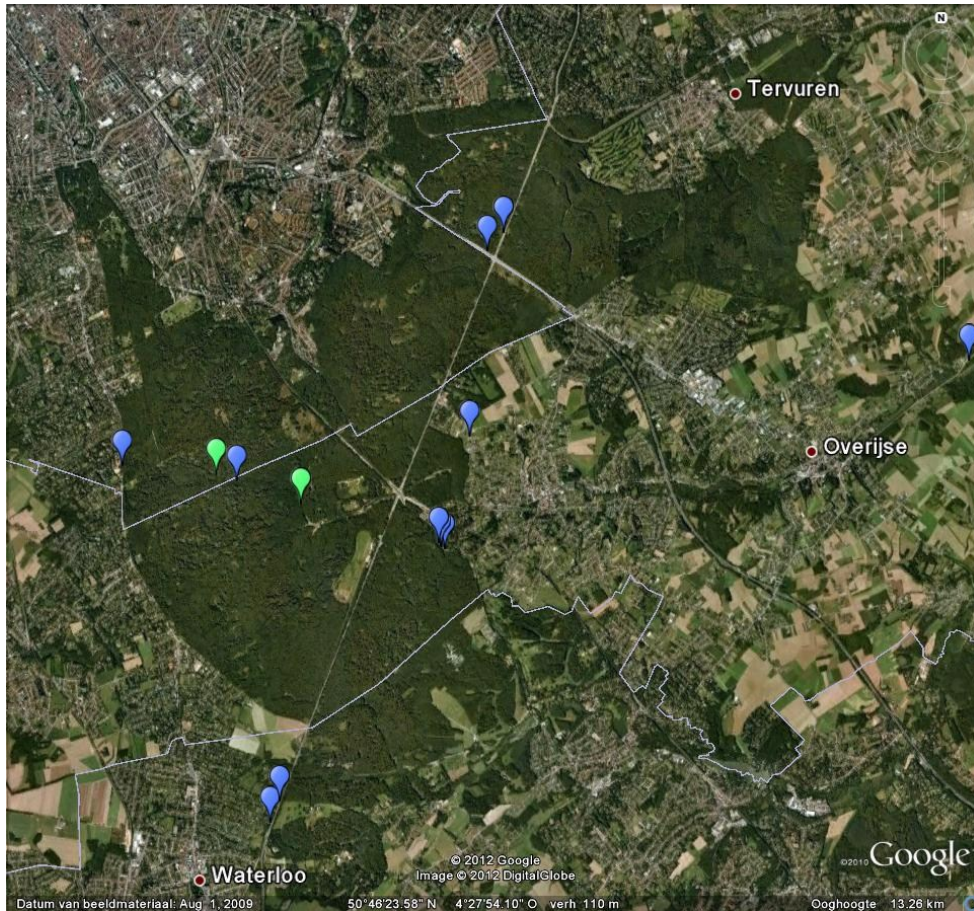 N
Tervuren
Overijse
© 2012 Google
Image © 2012 DigitalGlobe
©2010 Google
Waterloo
Datum van beeldmateriaal: Aug 1, 2009 50°46'23.58" N 4°27'54.10" O verh 110 m Ooghoogte 13.26 km